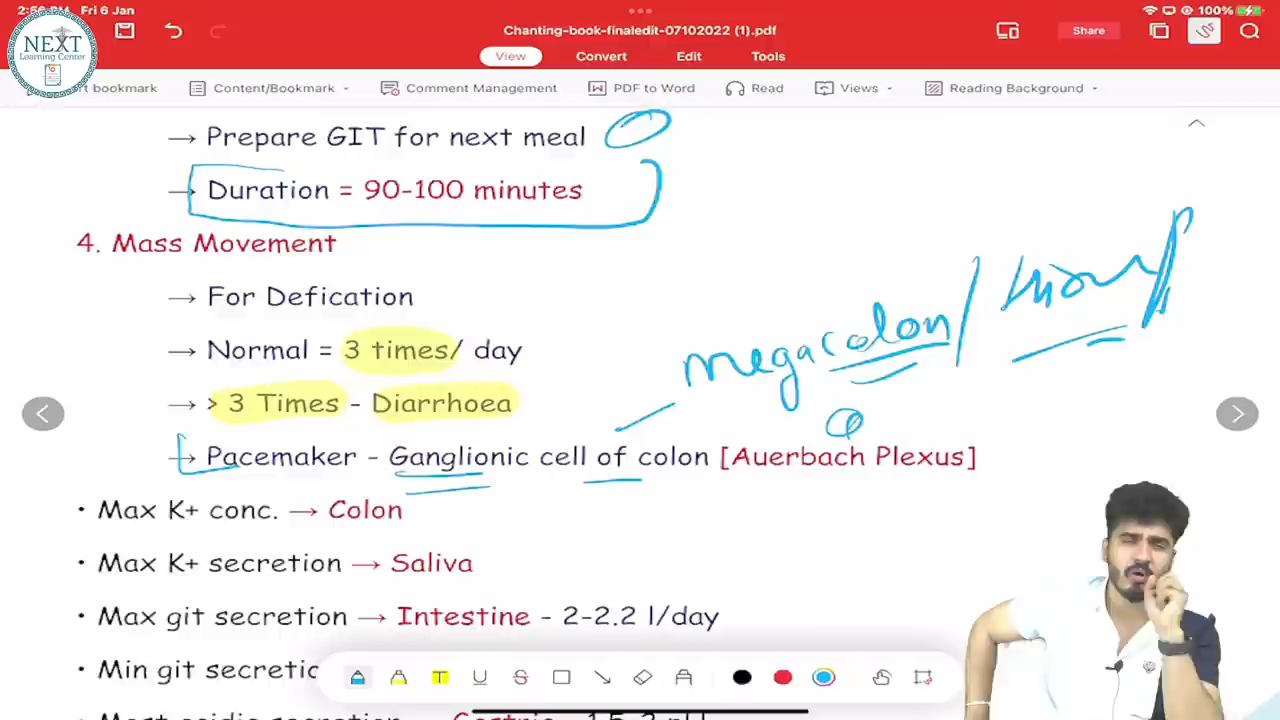 2:56 PM Fri 6 Jan
100%
NEXT
Learning Center
Chanting-book-finaledit-07102022 (1).pdf
Share
View Convert Edit Tools
bookmark Content/Bookmark Comment Management PDF to Word Read Views Reading Background
→ Prepare GIT for next meal
→ Duration = 90-100 minutes
4. Mass Movement
→ For Defication
→ Normal = 3 times/ day
megacolon/
→ > 3 Times - Diarrhoea
→ Pacemaker - Ganglionic cell of colon [Auerbach Plexus]
• Max K+ conc. → Colon
• Max K+ secretion → Saliva
• Max git secretion → Intestine - 2-2.2 l/day
• Min git